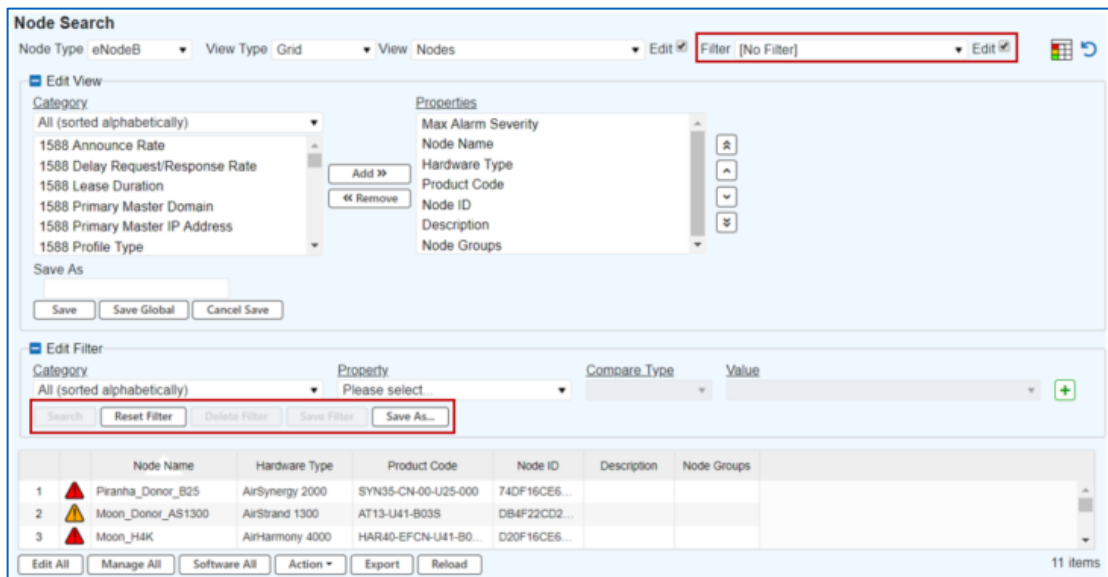 Node Search
Node Type eNodeB View Type Grid View Nodes Edit Filter [No Filter] Edit
Edit View
Category Properties
All (sorted alphabetically)
1588 Announce Rate
1588 Delay Request/Response Rate
1588 Lease Duration
1588 Primary Master Domain
1588 Primary Master IP Address
1588 Profile Type
Add »
« Remove
Max Alarm Severity
Node Name
Hardware Type
Product Code
Node ID
Description
Node Groups
Save As
Save Save Global Cancel Save
Edit Filter
Category Property Compare Type Value
All (sorted alphabetically) Please select...
Search Reset Filter Delete Filter Save Filter Save As...
Node Name Hardware Type Product Code Node ID Description Node Groups
1 Piranha_Donor_B25 AirSynergy 2000 SYN35-CN-00-U25-000 74DF16CE6...
2 Moon_Donor_AS1300 AirStrand 1300 AT13-U41-B03S DB4F22CD2...
3 Moon_H4K AirHarmony 4000 HAR40-EFCN-U41-B0... D20F16CE6...
Edit All Manage All Software All Action Export Reload 11 items